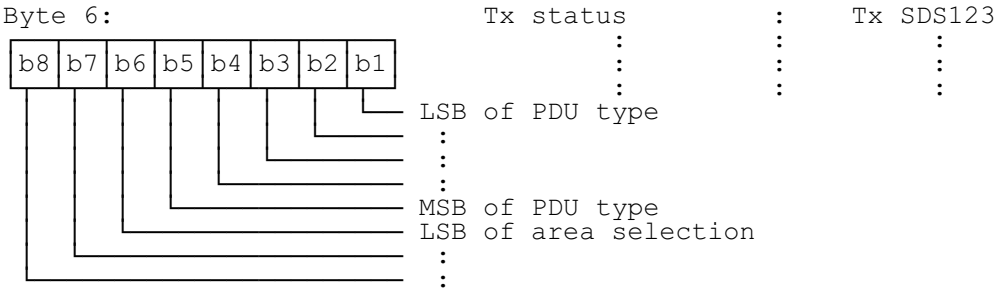 Byte 6: Tx status : Tx SDS123
: : :
b8 b7 b6 b5 b4 b3 b2 b1 : : :
: : :
LSB of PDU type
:
:
:
MSB of PDU type
LSB of area selection
:
: